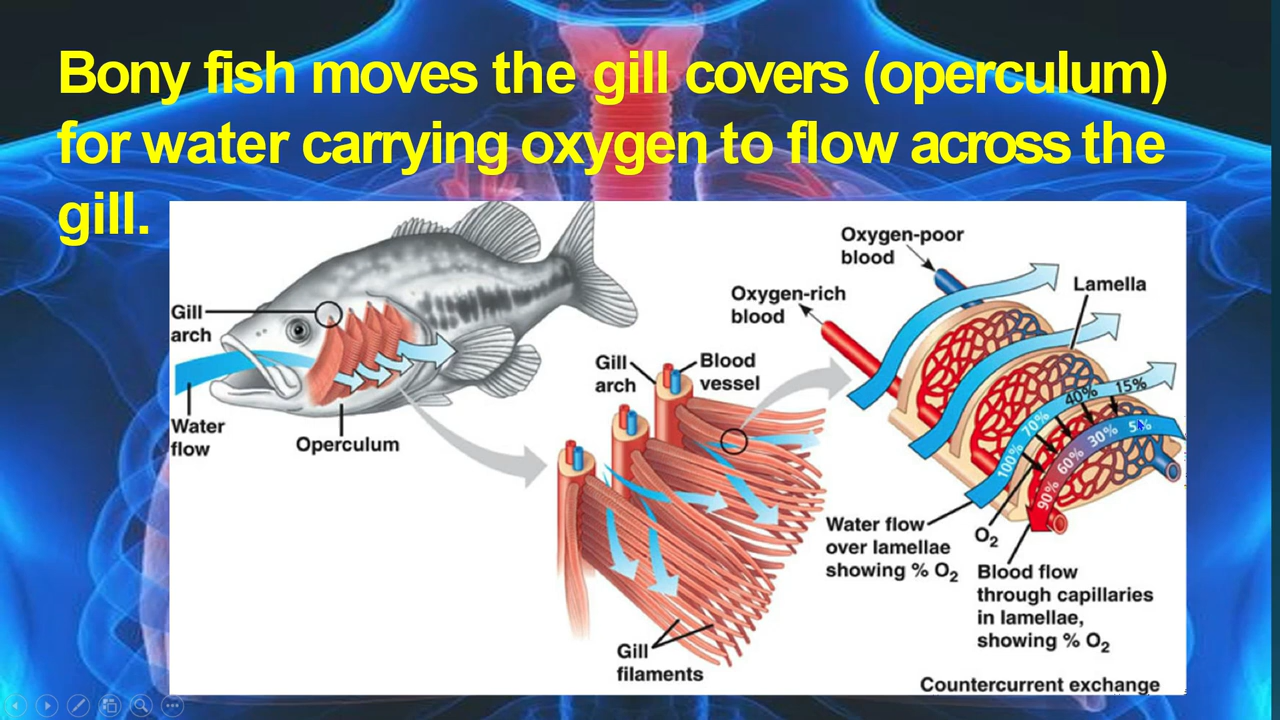 Bony fish moves the gill covers (operculum)
for water carrying oxygen to flow across the
gill.
Gill
arch
Water
flow
Operculum
Gill
arch
Blood
vessel
Gill
filaments
Oxygen-poor
blood
Oxygen-rich
blood
Lamella
15%
40%
70%
100%
5%
30%
60%
90%
Water flow
over lamellae
showing % O₂
O₂
Blood flow
through capillaries
in lamellae,
showing % O₂
Countercurrent exchange